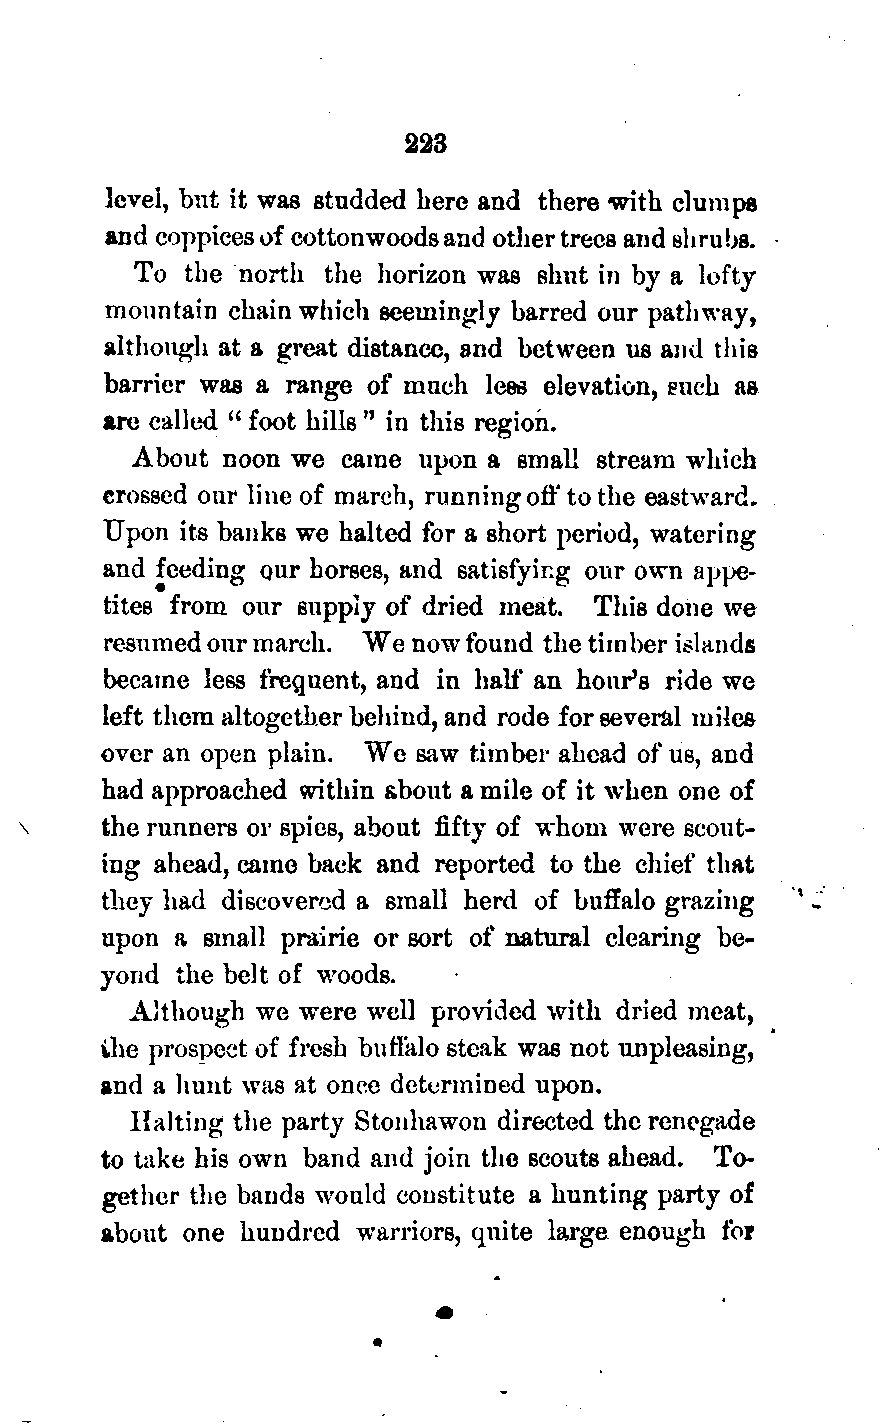 223
level, but it was studded here and there with clumps
and coppices of cottonwoods and other trees and shrubs.
To the north the horizon was shut in by a lofty
mountain chain which seemingly barred our pathway,
although at a great distance, and between us and this
barrier was a range of much less elevation, such as
are called “ foot hills ” in this region.
About noon we came upon a small stream which
crossed our line of march, running off to the eastward.
Upon its banks we halted for a short period, watering
and feeding our horses, and satisfying our own appe-
tites from our supply of dried meat. This done we
resumed our march. We now found the timber islands
became less frequent, and in half an hour's ride we
left them altogether behind, and rode for several miles
over an open plain. We saw timber ahead of us, and
had approached within about a mile of it when one of
the runners or spies, about fifty of whom were scout-
ing ahead, came back and reported to the chief that
they had discovered a small herd of buffalo grazing
upon a small prairie or sort of natural clearing be-
yond the belt of woods.
Although we were well provided with dried meat,
the prospect of fresh buffalo steak was not unpleasing,
and a hunt was at once determined upon.
Halting the party Stonhawon directed the renegade
to take his own band and join the scouts ahead. To-
gether the bands would constitute a hunting party of
about one hundred warriors, quite large enough for